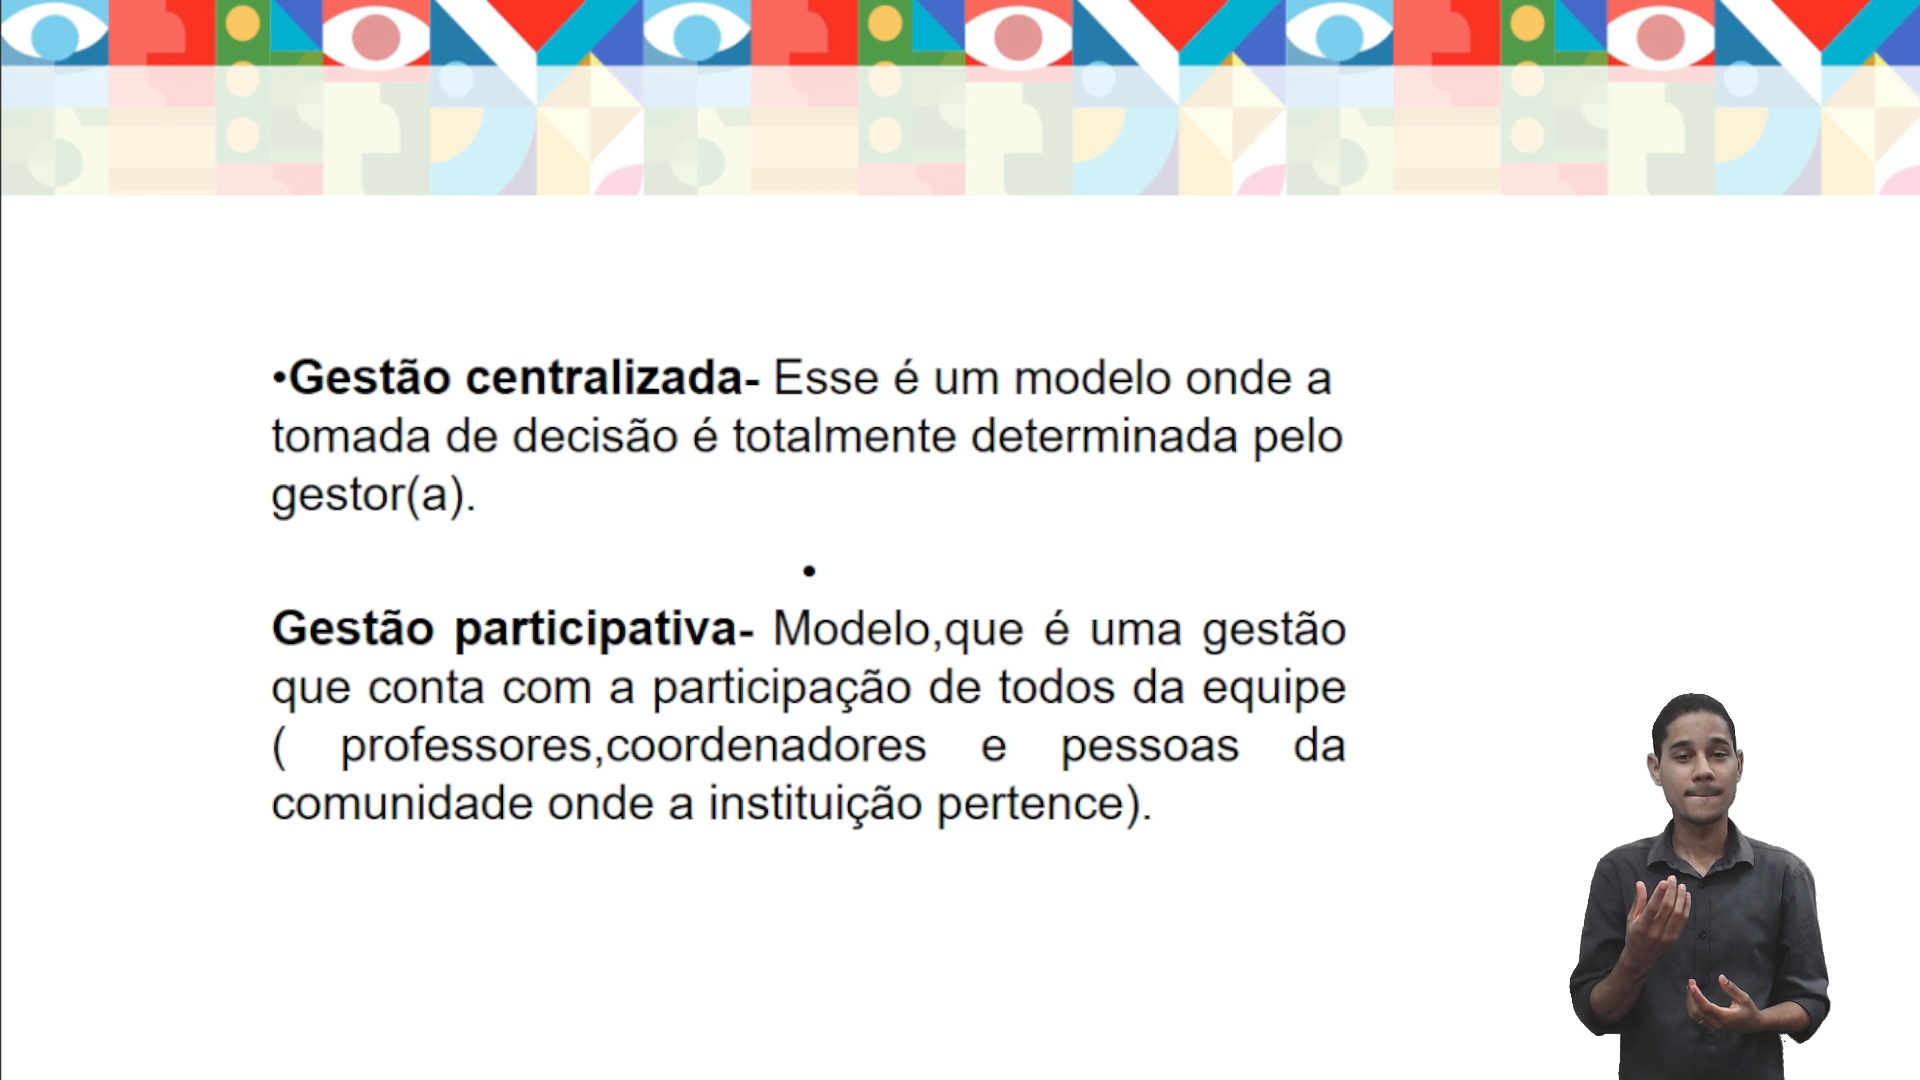 •Gestão centralizada- Esse é um modelo onde a
tomada de decisão é totalmente determinada pelo
gestor(a).
•
Gestão participativa- Modelo,que é uma gestão
que conta com a participação de todos da equipe
( professores,coordenadores e pessoas da
comunidade onde a instituição pertence).